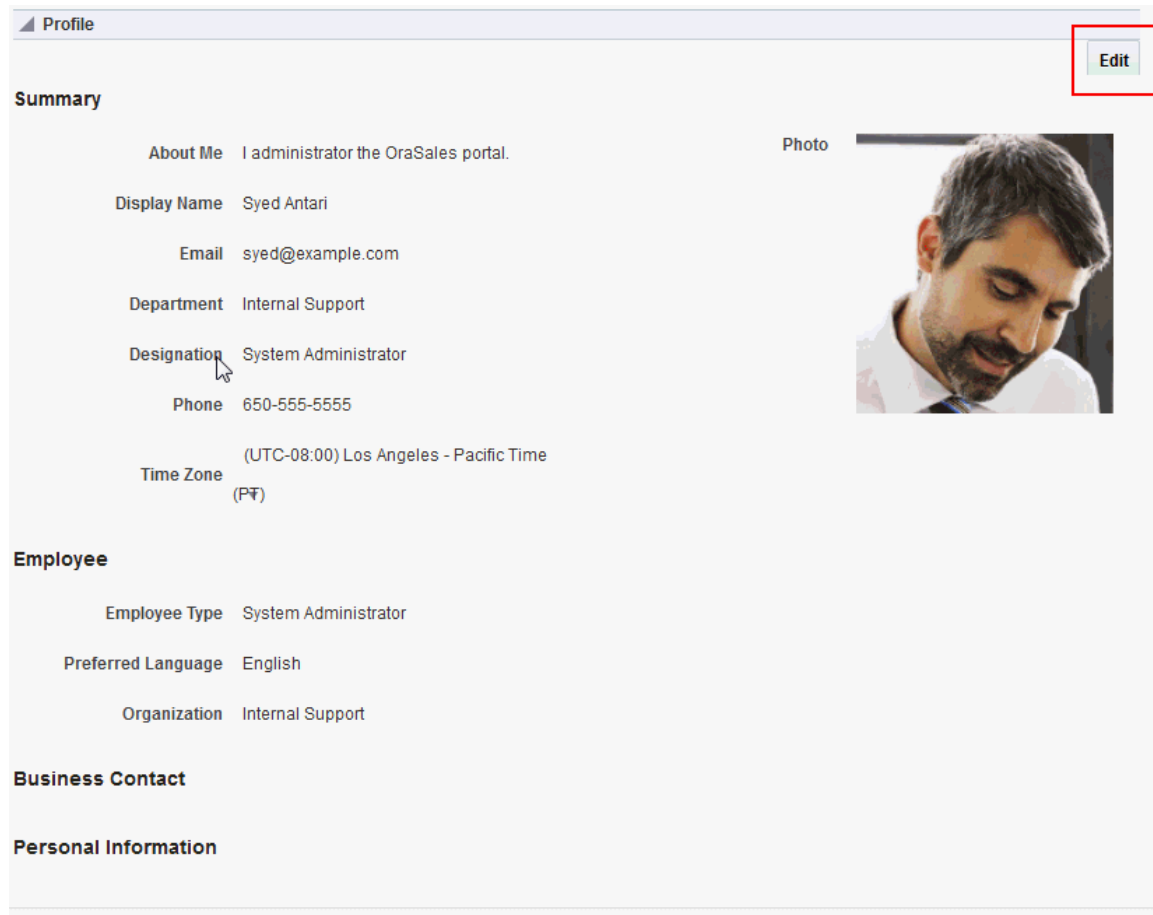 Profile
Edit
Summary
About Me I administrator the OraSales portal.
Photo
Display Name Syed Antari
Email syed@example.com
Department Internal Support
Designation System Administrator
Phone 650-555-5555
Time Zone (UTC-08:00) Los Angeles - Pacific Time
(PT)
Employee
Employee Type System Administrator
Preferred Language English
Organization Internal Support
Business Contact
Personal Information